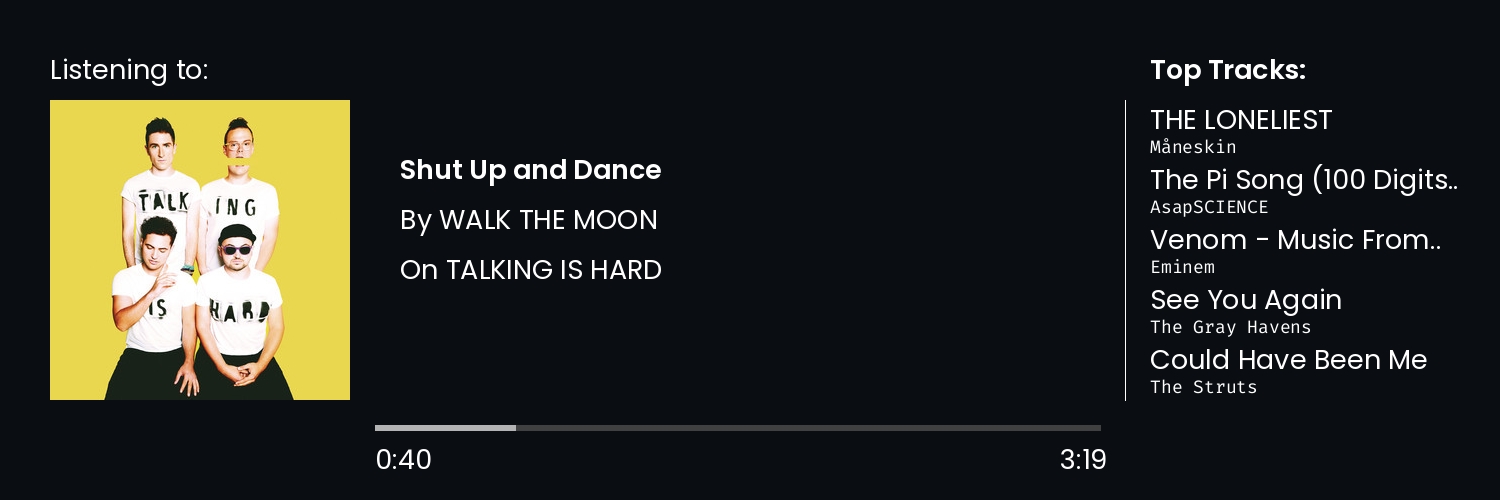 Listening to:
TALK ING
IS HARD
Shut Up and Dance
By WALK THE MOON
On TALKING IS HARD
0:40
3:19
Top Tracks:
THE LONELIEST
Måneskin
The Pi Song (100 Digits..
AsapSCIENCE
Venom - Music From..
Eminem
See You Again
The Gray Havens
Could Have Been Me
The Struts